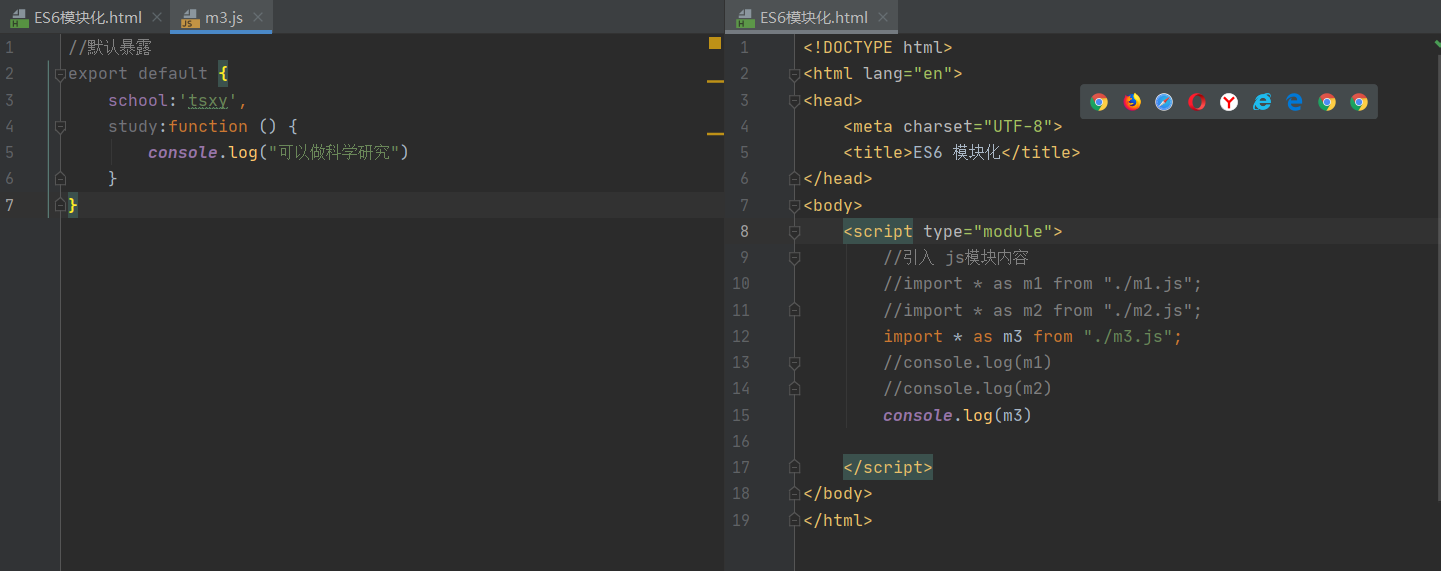 ES6模块化.html
m3.js
1 //默认暴露
2 export default {
3 school:'tsxy',
4 study:function () {
5 console.log("可以做科学研究")
6 }
7 }
ES6模块化.html
1 <!DOCTYPE html>
2 <html lang="en">
3 <head>
4 <meta charset="UTF-8">
5 <title>ES6 模块化</title>
6 </head>
7 <body>
8 <script type="module">
9 //引入 js模块内容
10 //import * as m1 from "./m1.js";
11 //import * as m2 from "./m2.js";
12 import * as m3 from "./m3.js";
13 //console.log(m1)
14 //console.log(m2)
15 console.log(m3)
16
17 </script>
18 </body>
19 </html>